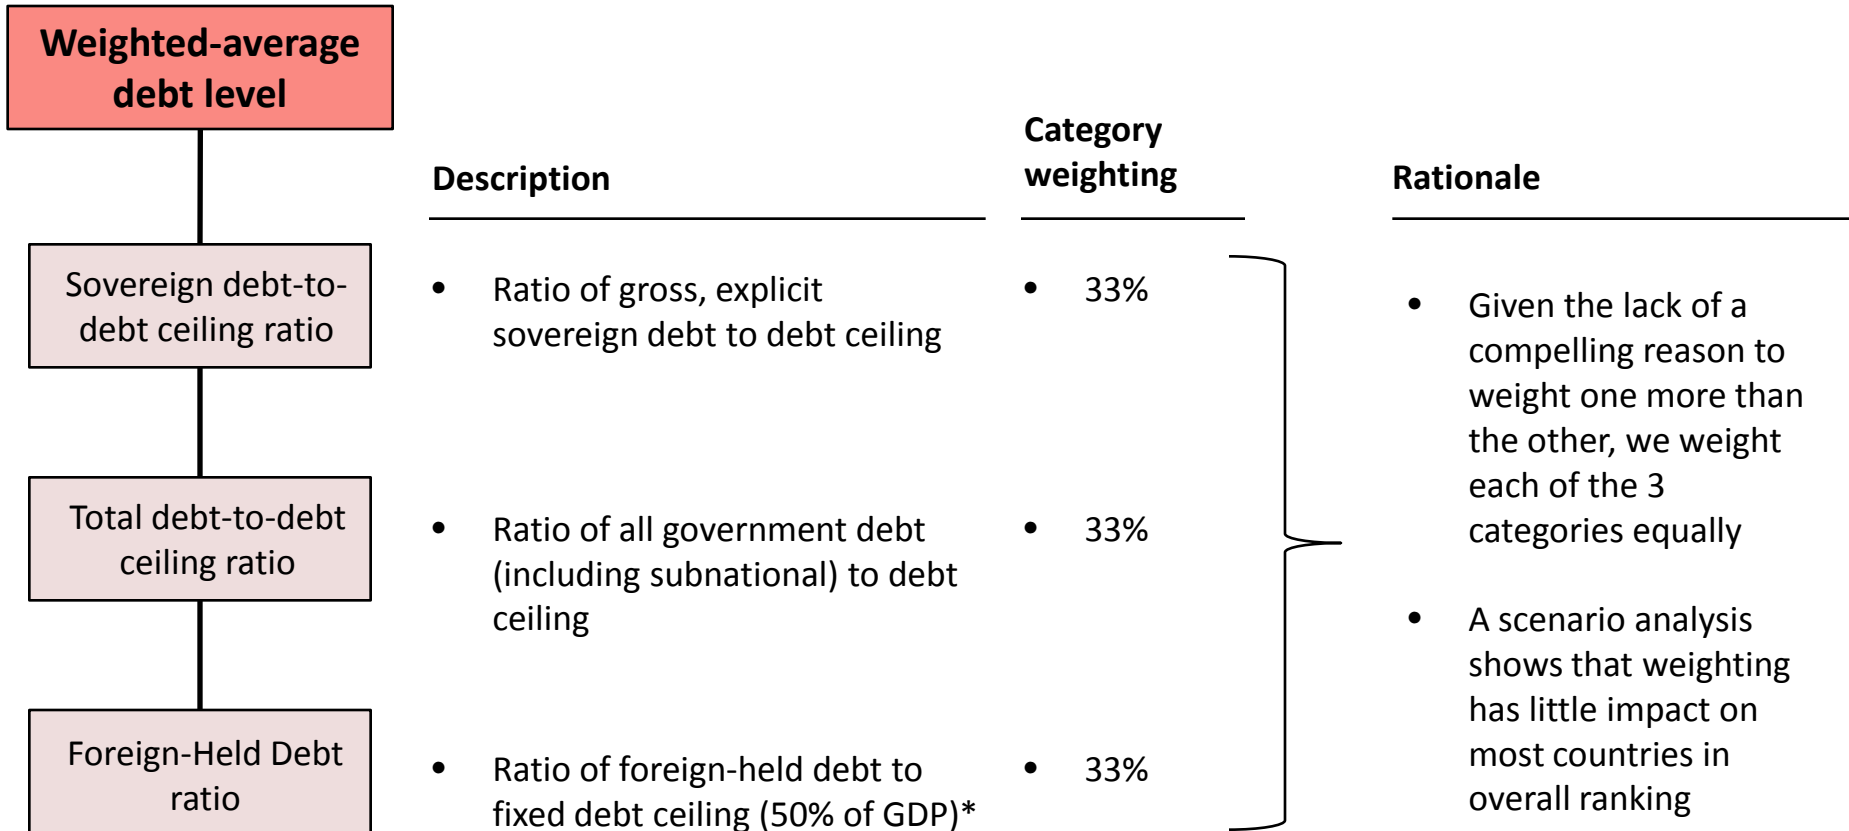 Weighted-average
debt level
Description
Category
weighting
Rationale
Sovereign debt-to-
debt ceiling ratio
• Ratio of gross, explicit
sovereign debt to debt ceiling
• 33%
Total debt-to-debt
ceiling ratio
• Ratio of all government debt
(including subnational) to debt
ceiling
• 33%
Foreign-Held Debt
ratio
• Ratio of foreign-held debt to
fixed debt ceiling (50% of GDP)*
• 33%
• Given the lack of a
compelling reason to
weight one more than
the other, we weight
each of the 3
categories equally
• A scenario analysis
shows that weighting
has little impact on
most countries in
overall ranking